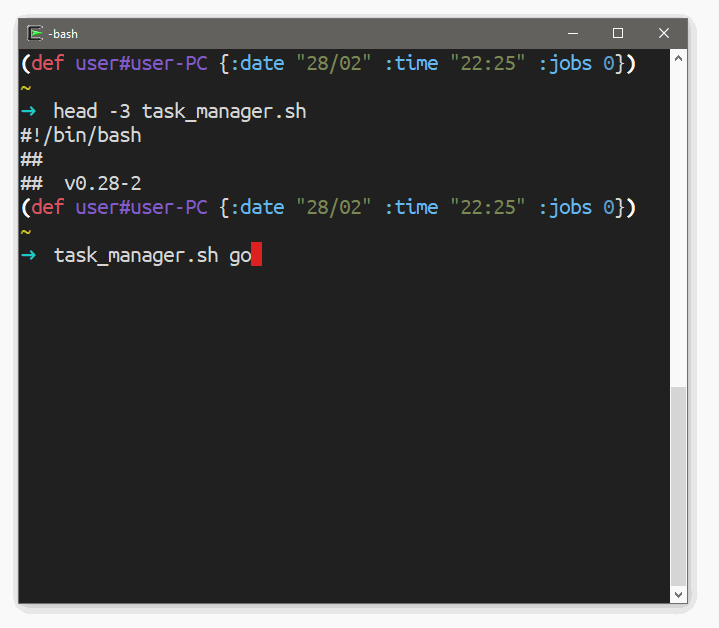 -bash
(def user#user-PC {:date "28/02" :time "22:25" :jobs 0})
~
➜ head -3 task_manager.sh
#!/bin/bash
##
##  v0.28-2
(def user#user-PC {:date "28/02" :time "22:25" :jobs 0})
~
➜ task_manager.sh go